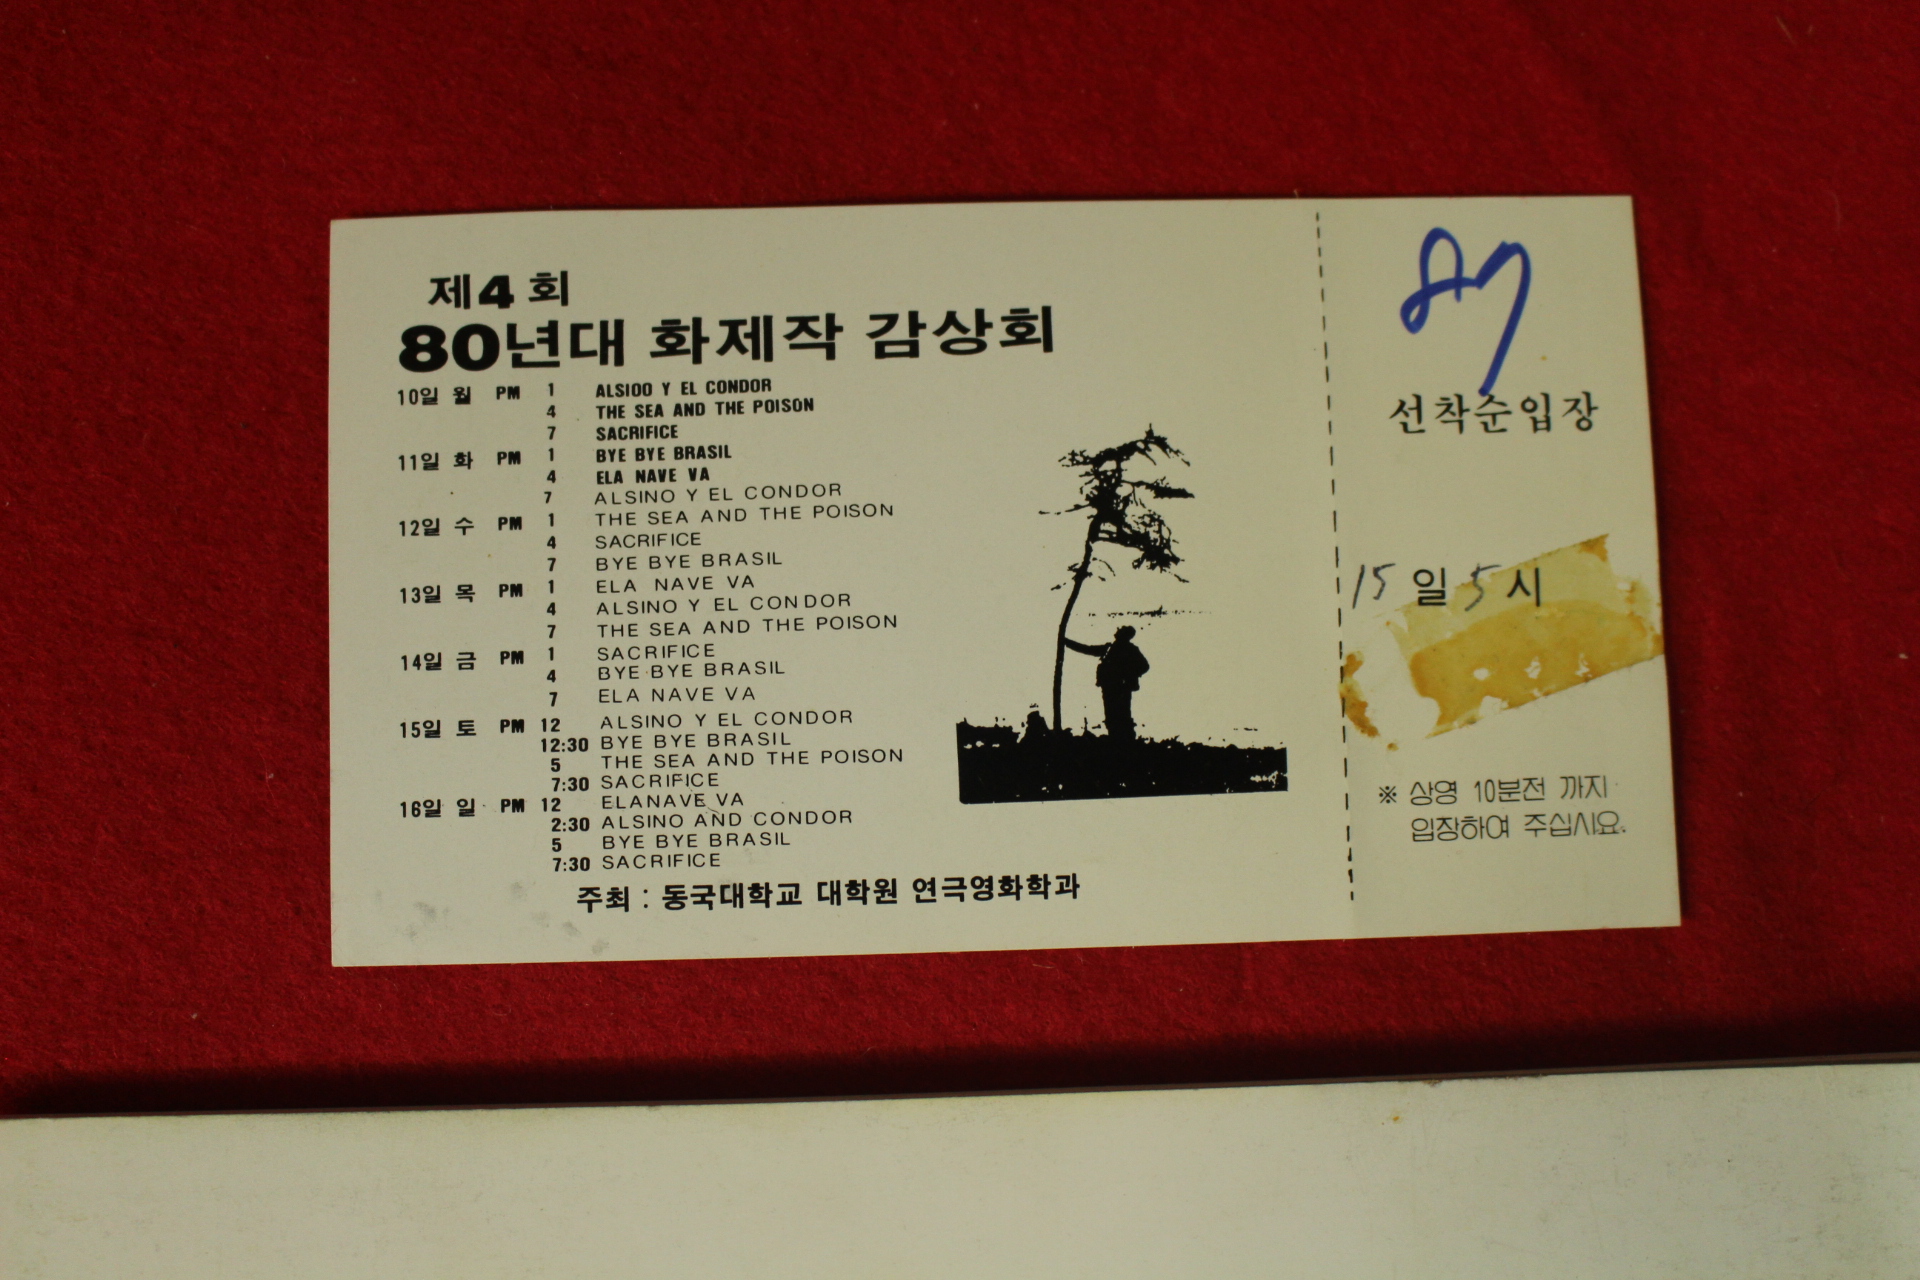 제4회
80년대 화제작 감상회
10일 월 PM 1 ALSIOO Y EL CONDOR
4 THE SEA AND THE POISON
7 SACRIFICE
11일 화 PM 1 BYE BYE BRASIL
4 ELA NAVE VA
7 ALSINO Y EL CONDOR
12일 수 PM 1 THE SEA AND THE POISON
4 SACRIFICE
7 BYE BYE BRASIL
13일 목 PM 1 ELA NAVE VA
4 ALSINO Y EL CONDOR
7 THE SEA AND THE POISON
14일 금 PM 1 SACRIFICE
4 BYE BYE BRASIL
7 ELA NAVE VA
15일 토 PM 12 ALSINO Y EL CONDOR
12:30 BYE BYE BRASIL
5 THE SEA AND THE POISON
7:30 SACRIFICE
16일 일 PM 12 ELANAVE VA
2:30 ALSINO AND CONDOR
5 BYE BYE BRASIL
7:30 SACRIFICE
주최 : 동국대학교 대학원 연극영화학과
선착순입장
15일 5시
※ 상영 10분전 까지
입장하여 주십시요.